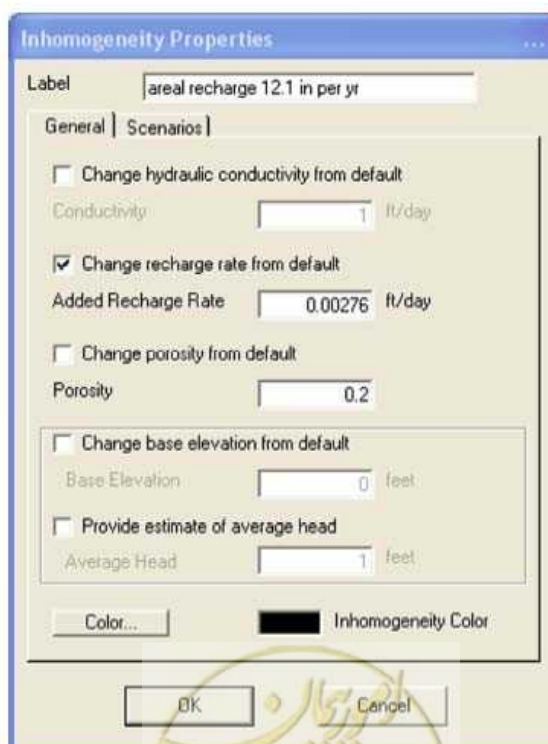 Inhomogeneity Properties ...
Label areal recharge 12.1 in per yr
General Scenarios
Change hydraulic conductivity from default
Conductivity 1 ft/day
Change recharge rate from default
Added Recharge Rate 0.00276 ft/day
Change porosity from default
Porosity 0.2
Change base elevation from default
Base Elevation 0 feet
Provide estimate of average head
Average Head 1 feet
Color... Inhomogeneity Color
OK Cancel